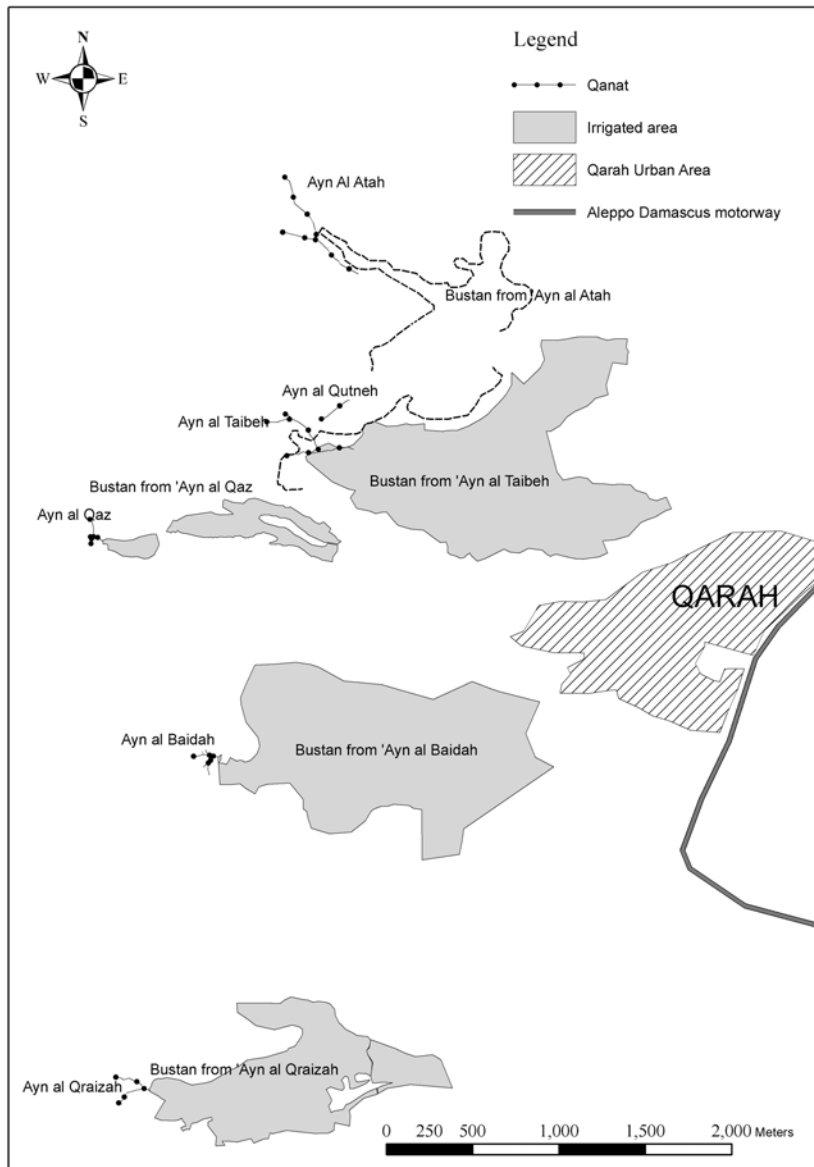 N
W E
S
Legend
Qanat
Irrigated area
Qarah Urban Area
Aleppo Damascus motorway
Ayn Al Atah
Bustan from 'Ayn al Atah
Ayn al Qutneh
Ayn al Taibeh
Bustan from 'Ayn al Taibeh
Bustan from 'Ayn al Qaz
Ayn al Qaz
QARAH
Ayn al Baidah
Bustan from 'Ayn al Baidah
Bustan from 'Ayn al Qraizah
Ayn al Qraizah
0 250 500 1,000 1,500 2,000 Meters